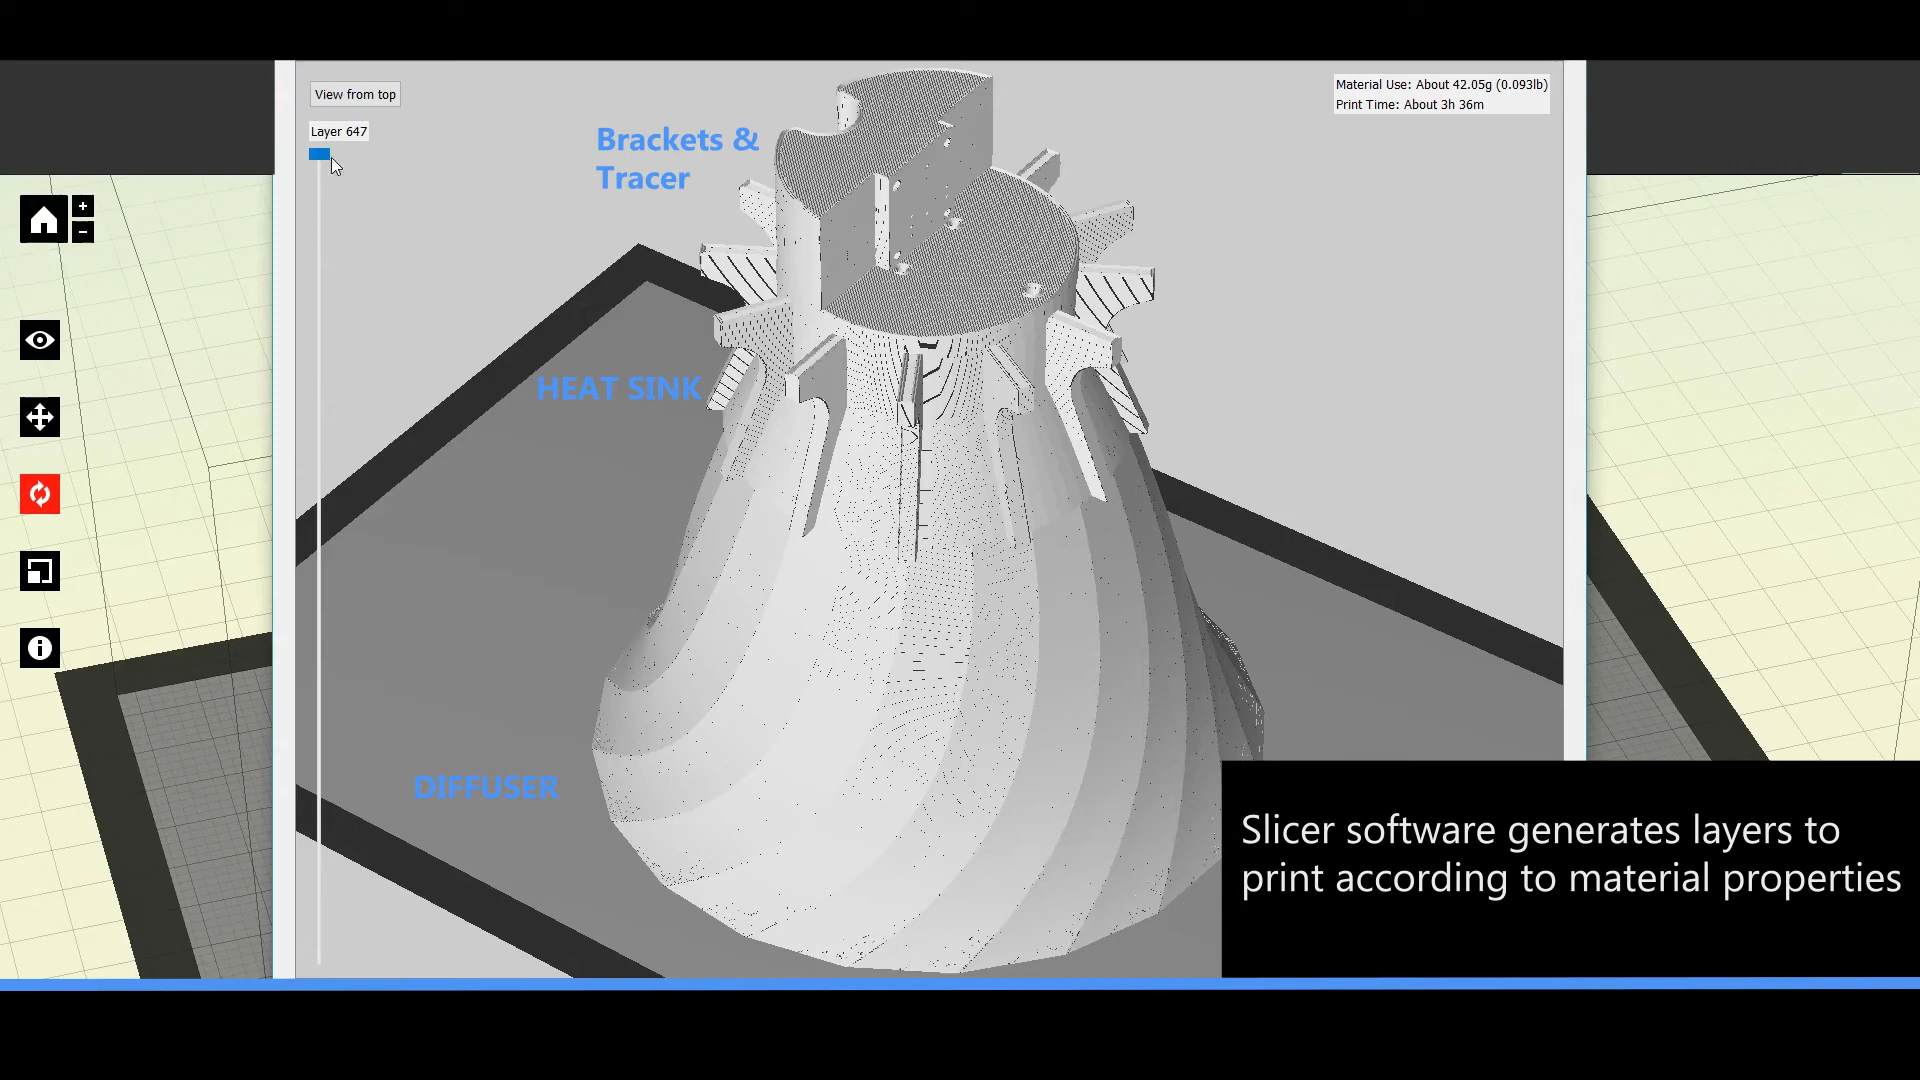 View from top
Layer 647
Material Use: About 42.05g (0.093lb)
Print Time: About 3h 36m
Brackets &
Tracer
HEAT SINK
DIFFUSER
Slicer software generates layers to
print according to material properties